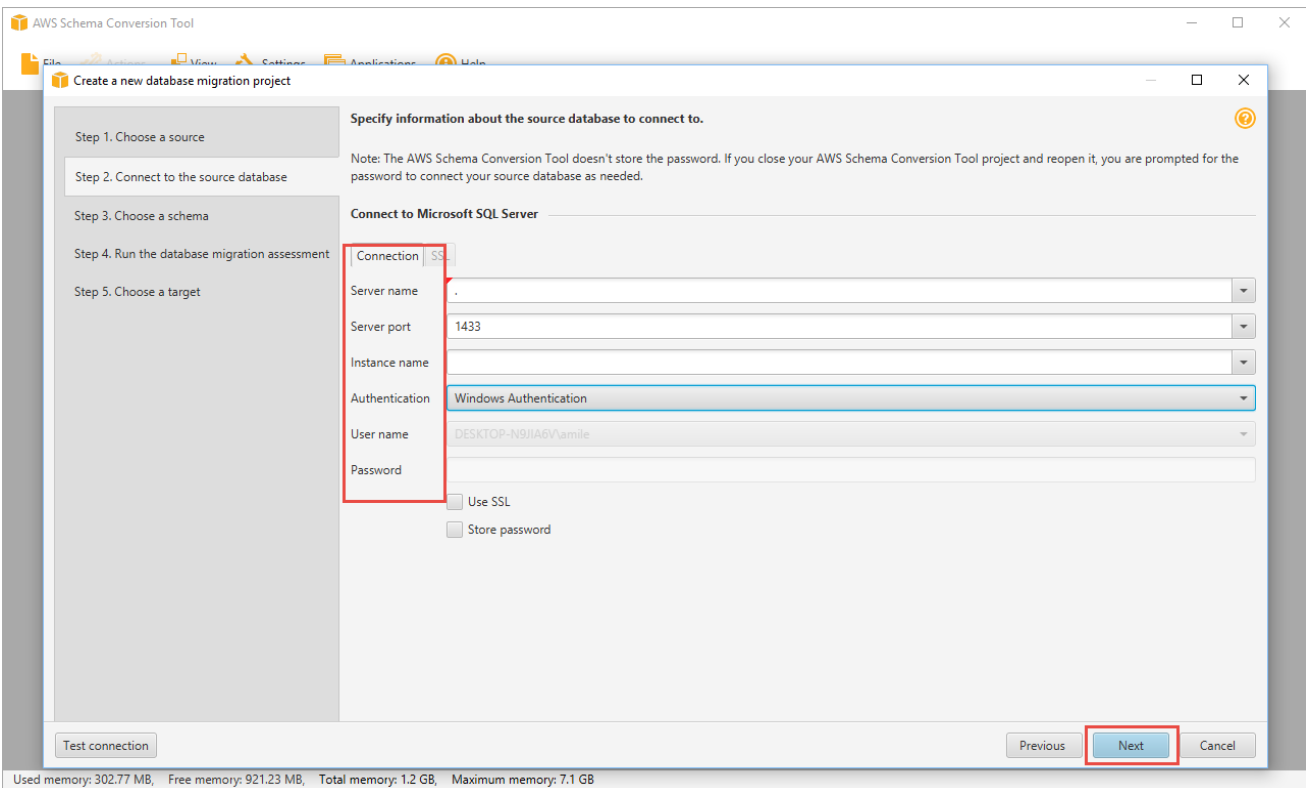 AWS Schema Conversion Tool
File Actions View Settings Applications Help
Create a new database migration project
Step 1. Choose a source
Step 2. Connect to the source database
Step 3. Choose a schema
Step 4. Run the database migration assessment
Step 5. Choose a target
Specify information about the source database to connect to.
Note: The AWS Schema Conversion Tool doesn't store the password. If you close your AWS Schema Conversion Tool project and reopen it, you are prompted for the
password to connect your source database as needed.
Connect to Microsoft SQL Server
Connection SSL
Server name .
Server port 1433
Instance name
Authentication Windows Authentication
User name DESKTOP-N9JIA6V\amile
Password
Use SSL
Store password
Test connection Previous Next Cancel
Used memory: 302.77 MB, Free memory: 921.23 MB, Total memory: 1.2 GB, Maximum memory: 7.1 GB